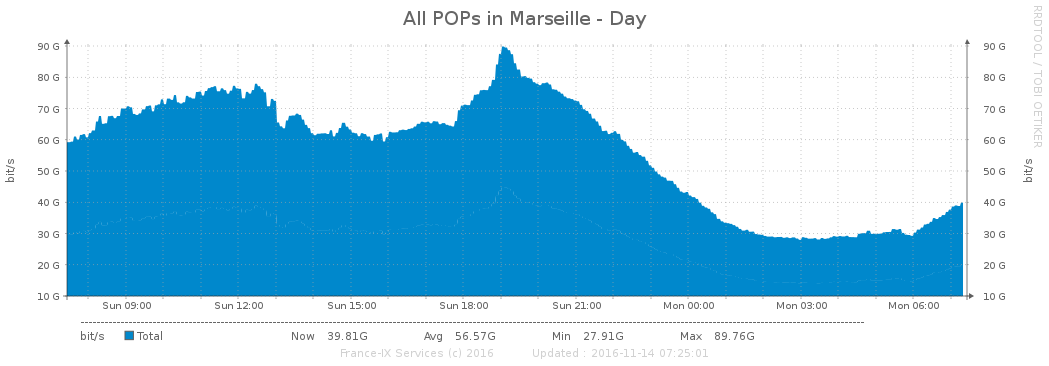 All POPs in Marseille - Day
RRDTOOL / TOBI OETIKER
90 G 90 G
80 G 80 G
70 G 70 G
60 G 60 G
50 G 50 G
40 G 40 G
30 G 30 G
20 G 20 G
10 G 10 G
bit/s bit/s
Sun 09:00 Sun 12:00 Sun 15:00 Sun 18:00 Sun 21:00 Mon 00:00 Mon 03:00 Mon 06:00
bit/s Total Now 39.81G Avg 56.57G Min 27.91G Max 89.76G
France-IX Services (c) 2016 Updated : 2016-11-14 07:25:01